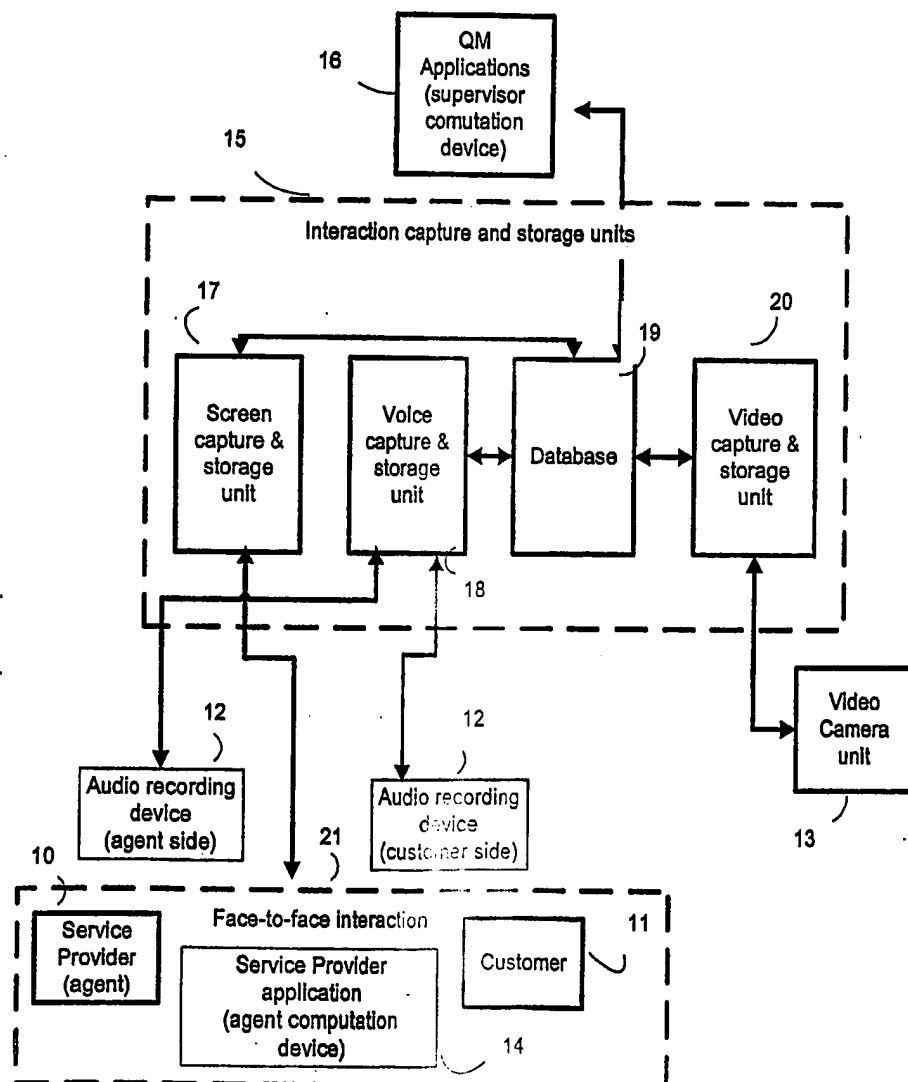 16
QM
Applications
(supervisor
comutation
device)
15
Interaction capture and storage units
17
20
19
Screen
capture &
storage
unit
Voice
capture &
storage
unit
Database
Video
capture &
storage
unit
18
12
Audio recording
device
(agent side)
12
Audio recording
device
(customer side)
Video
Camera
unit
13
10
21
Face-to-face interaction
11
Service
Provider
(agent)
Service Provider
application
(agent computation
device)
Customer
14